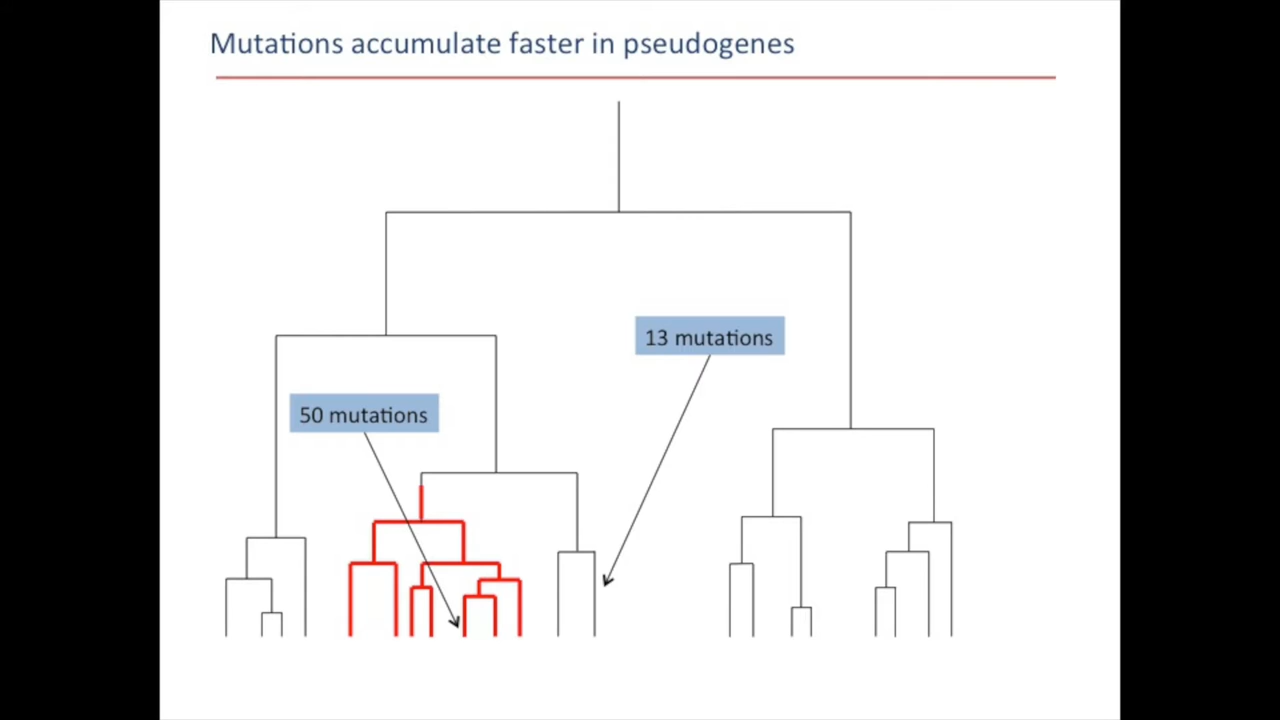 Mutations accumulate faster in pseudogenes
13 mutations
50 mutations